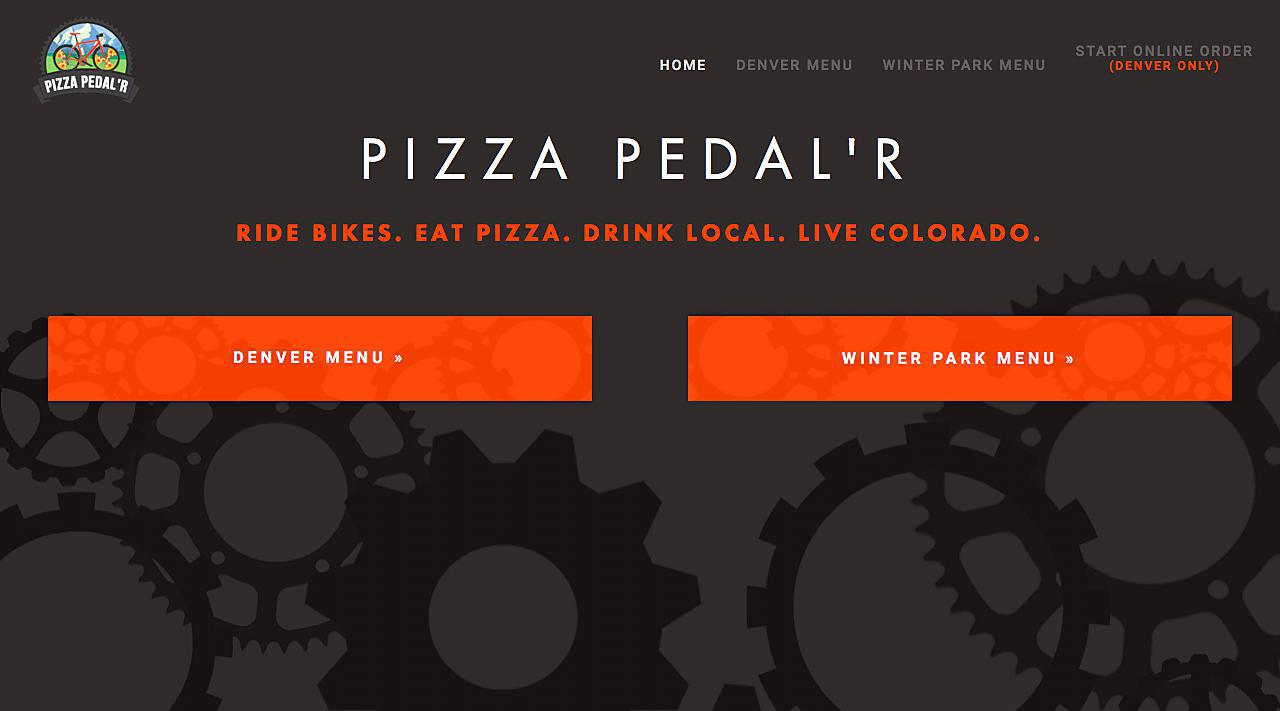 PIZZA PEDAL'R
HOME
DENVER MENU
WINTER PARK MENU
START ONLINE ORDER
(DENVER ONLY)
PIZZA PEDAL'R
RIDE BIKES. EAT PIZZA. DRINK LOCAL. LIVE COLORADO.
DENVER MENU »
WINTER PARK MENU »